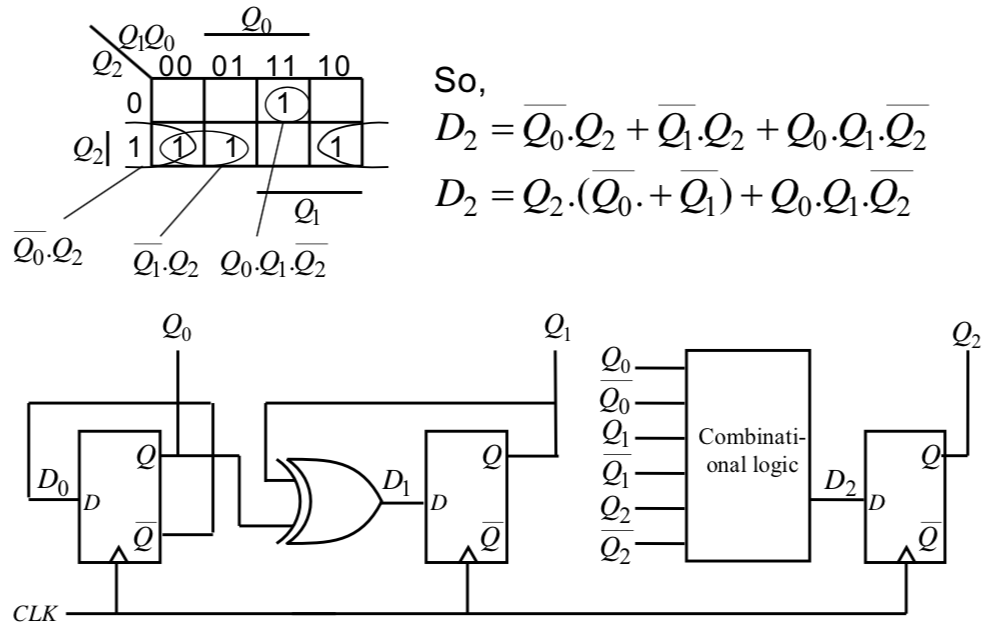 Q₀
Q₁Q₀
Q₂ 00 01 11 10
0 1
Q₂| 1 1 1 1
Q₁
Q̅₀.Q₂ Q̅₁.Q₂ Q₀.Q₁.Q̅₂
So,
D₂ = Q̅₀.Q₂ + Q̅₁.Q₂ + Q₀.Q₁.Q̅₂
D₂ = Q₂.(Q̅₀. + Q̅₁) + Q₀.Q₁.Q̅₂
Q₀
D₀
D
Q
Q̅
Q₁
D₁
D
Q
Q̅
Q₀
Q̅₀
Q₁
Q̅₁
Q₂
Q̅₂
Combinati-
onal logic
Q₂
D₂
D
Q
Q̅
CLK